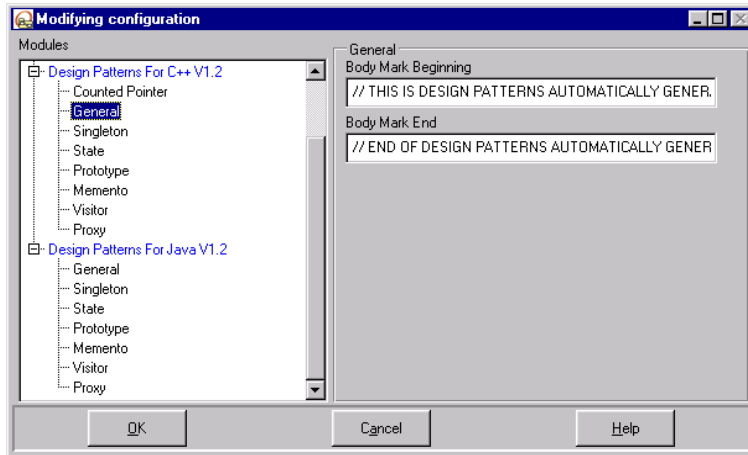 Modifying configuration
Modules
Design Patterns For C++ V1.2
Counted Pointer
General
Singleton
State
Prototype
Memento
Visitor
Proxy
Design Patterns For Java V1.2
General
Singleton
State
Prototype
Memento
Visitor
Proxy
General
Body Mark Beginning
// THIS IS DESIGN PATTERNS AUTOMATICALLY GENER
Body Mark End
// END OF DESIGN PATTERNS AUTOMATICALLY GENER
OK
Cancel
Help